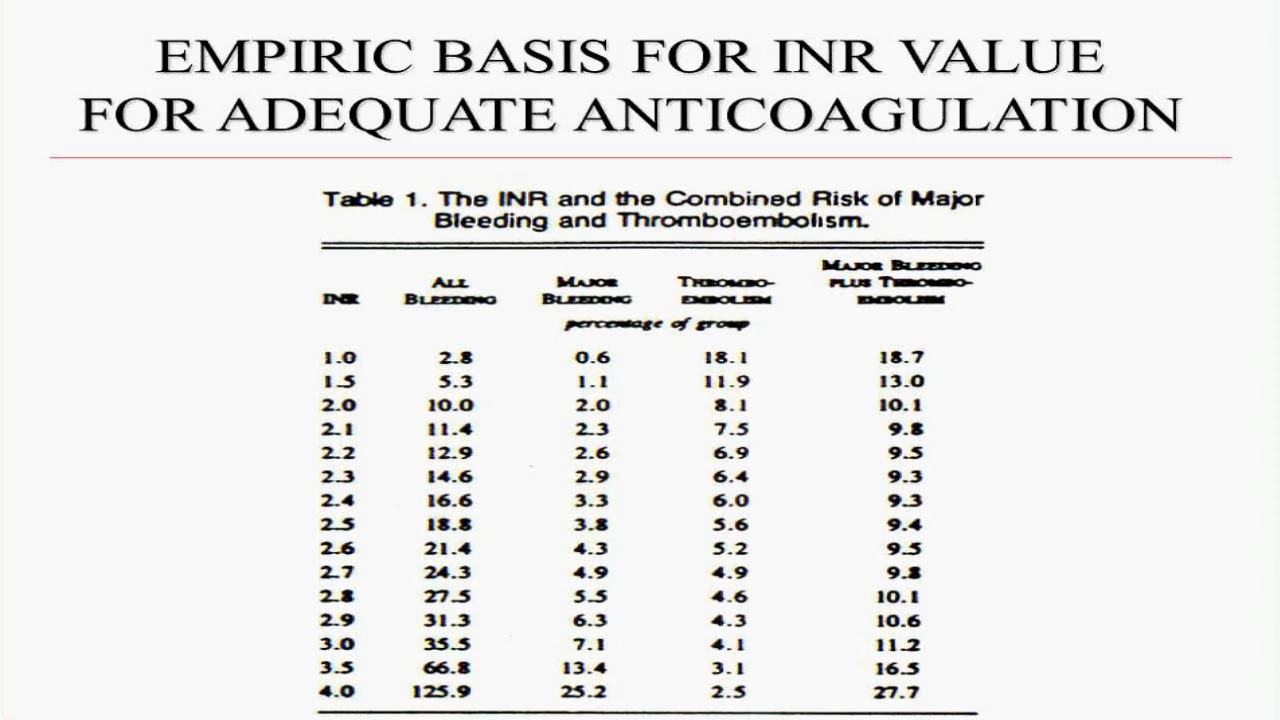 EMPIRIC BASIS FOR INR VALUE
FOR ADEQUATE ANTICOAGULATION
Table 1. The INR and the Combined Risk of Major
Bleeding and Thromboembolism.
INR ALL BLEEDING MAJOR BLEEDING THROMBO-EMBOLISM MAJOR BLEEDING PLUS THROMBO-EMBOLISM
percentage of group
1.0 2.8 0.6 18.1 18.7
1.5 5.3 1.1 11.9 13.0
2.0 10.0 2.0 8.1 10.1
2.1 11.4 2.3 7.5 9.8
2.2 12.9 2.6 6.9 9.5
2.3 14.6 2.9 6.4 9.3
2.4 16.6 3.3 6.0 9.3
2.5 18.8 3.8 5.6 9.4
2.6 21.4 4.3 5.2 9.5
2.7 24.3 4.9 4.9 9.8
2.8 27.5 5.5 4.6 10.1
2.9 31.3 6.3 4.3 10.6
3.0 35.5 7.1 4.1 11.2
3.5 66.8 13.4 3.1 16.5
4.0 125.9 25.2 2.5 27.7